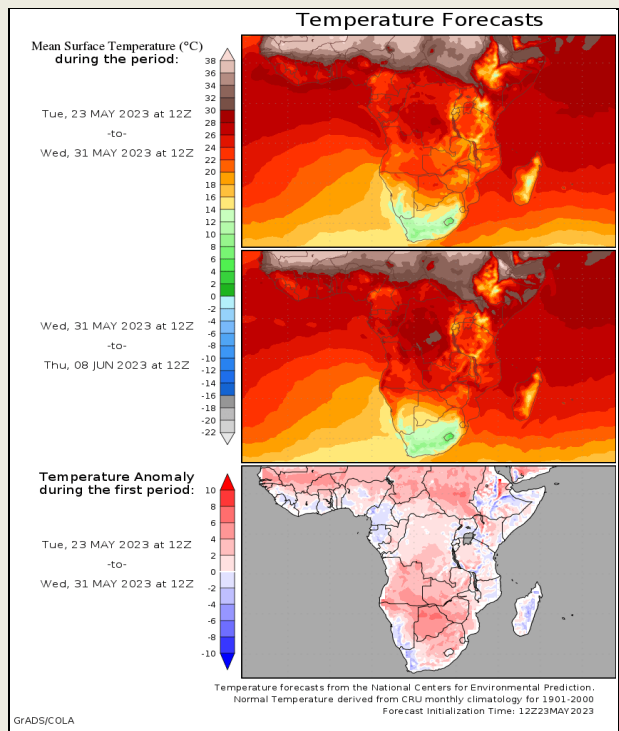 Temperature Forecasts
Mean Surface Temperature (°C)
during the period:
Tue, 23 MAY 2023 at 12Z
-to-
Wed, 31 MAY 2023 at 12Z
38
36
34
32
30
28
26
24
22
20
18
16
14
12
10
8
6
4
2
0
-2
-4
-6
-8
-10
-12
-14
-16
-18
-20
-22
Wed, 31 MAY 2023 at 12Z
-to-
Thu, 08 JUN 2023 at 12Z
Temperature Anomaly
during the first period:
Tue, 23 MAY 2023 at 12Z
-to-
Wed, 31 MAY 2023 at 12Z
10
8
6
4
2
0
-2
-4
-6
-8
-10
Temperature forecasts from the National Centers for Environmental Prediction.
Normal Temperature derived from CRU monthly climatology for 1901-2000
Forecast Initialization Time: 12Z23MAY2023
GrADS/COLA